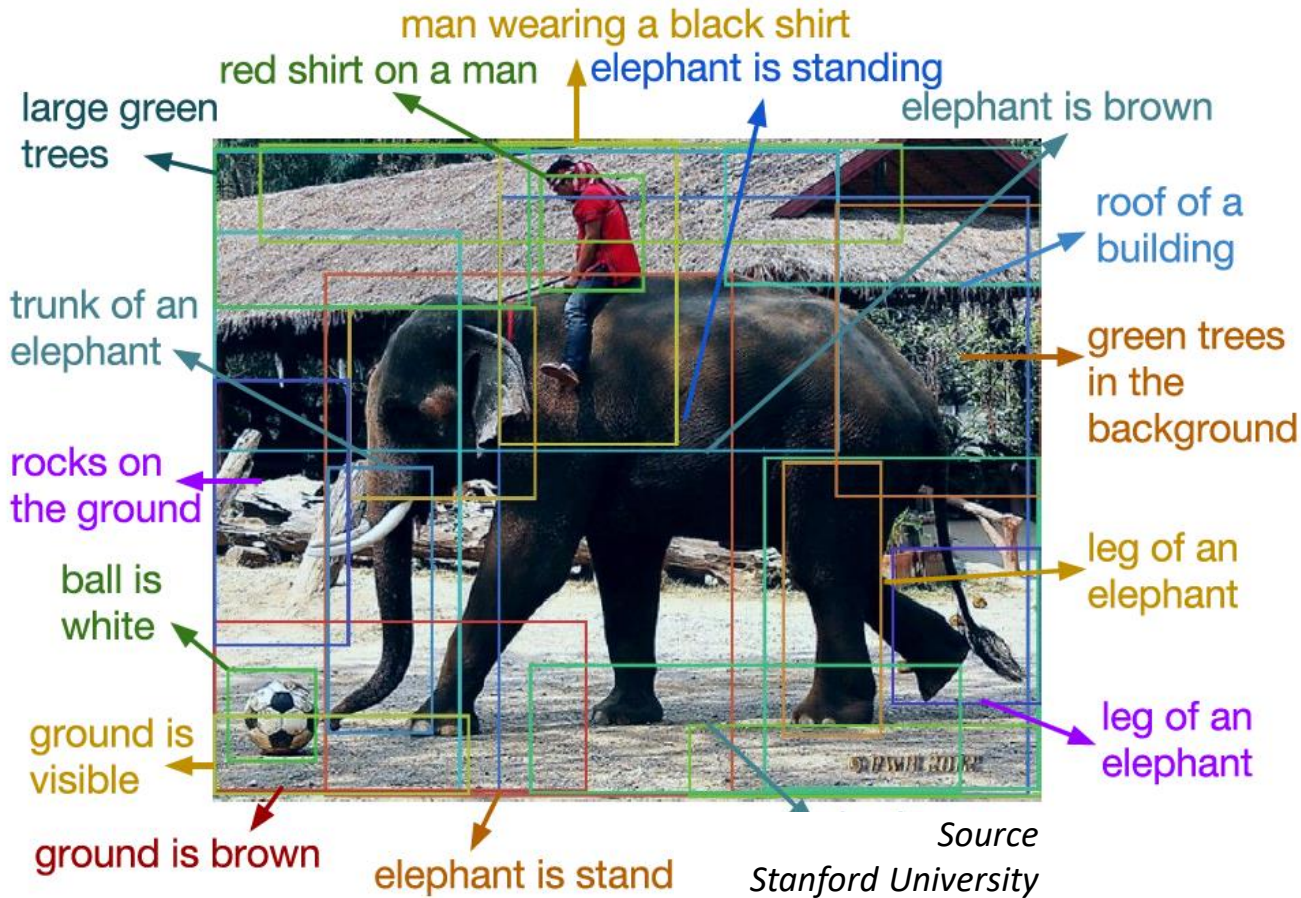 man wearing a black shirt
red shirt on a man
elephant is standing
large green
trees
elephant is brown
roof of a
building
trunk of an
elephant
green trees
in the
background
rocks on
the ground
leg of an
elephant
ball is
white
leg of an
elephant
ground is
visible
ground is brown
elephant is stand
Source
Stanford University